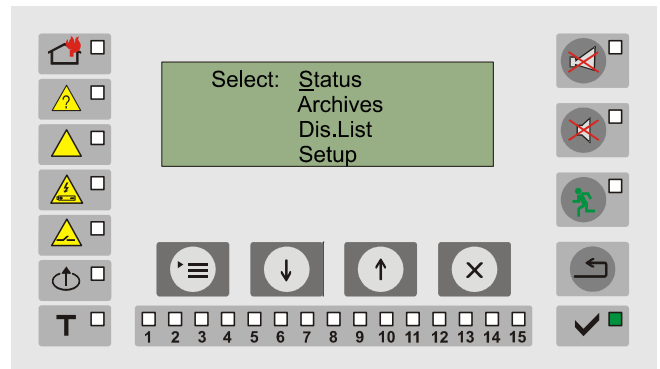 Select: Status
Archives
Dis.List
Setup
?
T
1 2 3 4 5 6 7 8 9 10 11 12 13 14 15